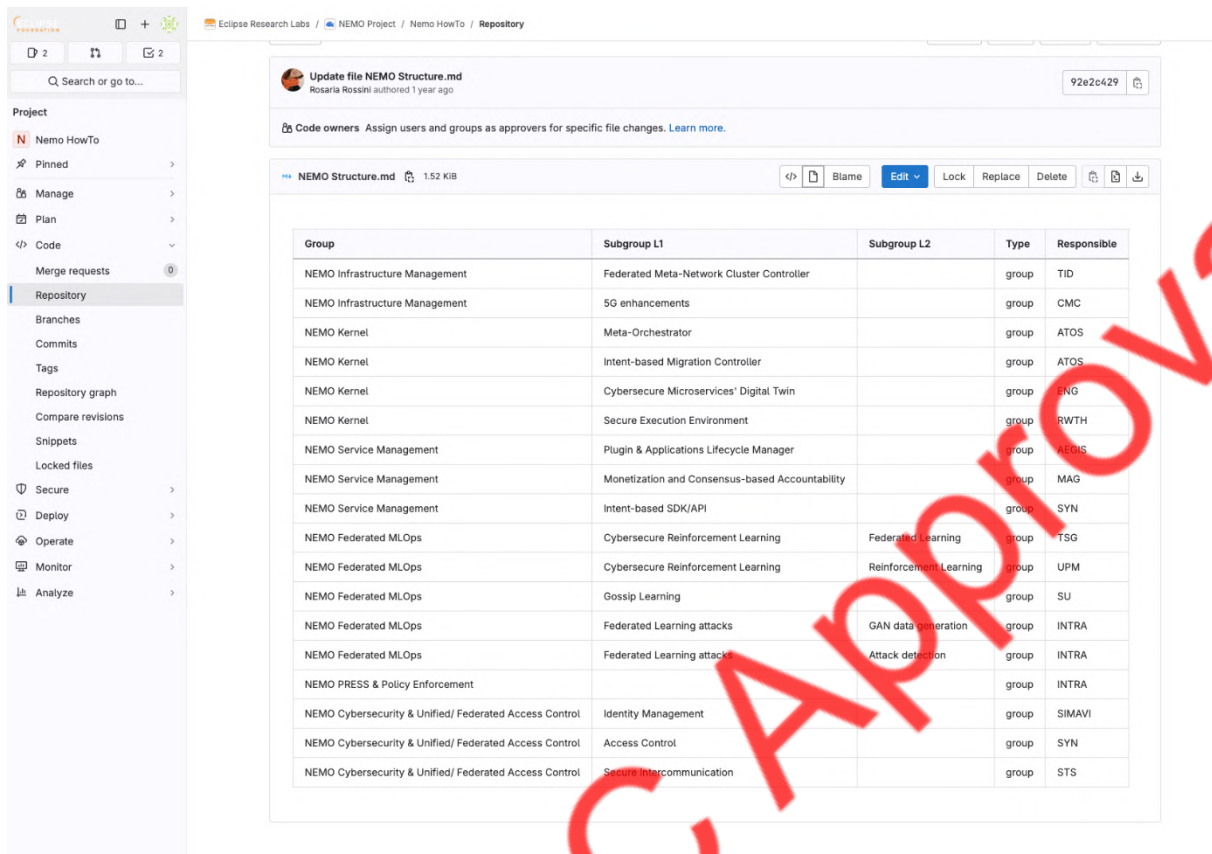 ECLIPSE
FOUNDATION
2
2
Search or go to...
Project
N Nemo HowTo
Pinned
Manage
Plan
Code
Merge requests 0
Repository
Branches
Commits
Tags
Repository graph
Compare revisions
Snippets
Locked files
Secure
Deploy
Operate
Monitor
Analyze
Eclipse Research Labs / NEMO Project / Nemo HowTo / Repository
Update file NEMO Structure.md
Rosaria Rossini authored 1 year ago
92e2c429
Code owners Assign users and groups as approvers for specific file changes. Learn more.
NEMO Structure.md 1.52 KiB
Blame Edit Lock Replace Delete
Group Subgroup L1 Subgroup L2 Type Responsible
NEMO Infrastructure Management Federated Meta-Network Cluster Controller group TID
NEMO Infrastructure Management 5G enhancements group CMC
NEMO Kernel Meta-Orchestrator group ATOS
NEMO Kernel Intent-based Migration Controller group ATOS
NEMO Kernel Cybersecure Microservices' Digital Twin group ENG
NEMO Kernel Secure Execution Environment group RWTH
NEMO Service Management Plugin & Applications Lifecycle Manager group AEGIS
NEMO Service Management Monetization and Consensus-based Accountability group MAG
NEMO Service Management Intent-based SDK/API group SYN
NEMO Federated MLOps Cybersecure Reinforcement Learning Federated Learning group TSG
NEMO Federated MLOps Cybersecure Reinforcement Learning Reinforcement Learning group UPM
NEMO Federated MLOps Gossip Learning group SU
NEMO Federated MLOps Federated Learning attacks GAN data generation group INTRA
NEMO Federated MLOps Federated Learning attacks Attack detection group INTRA
NEMO PRESS & Policy Enforcement group INTRA
NEMO Cybersecurity & Unified/ Federated Access Control Identity Management group SIMAVI
NEMO Cybersecurity & Unified/ Federated Access Control Access Control group SYN
NEMO Cybersecurity & Unified/ Federated Access Control Secure Intercommunication group STS
C Approva